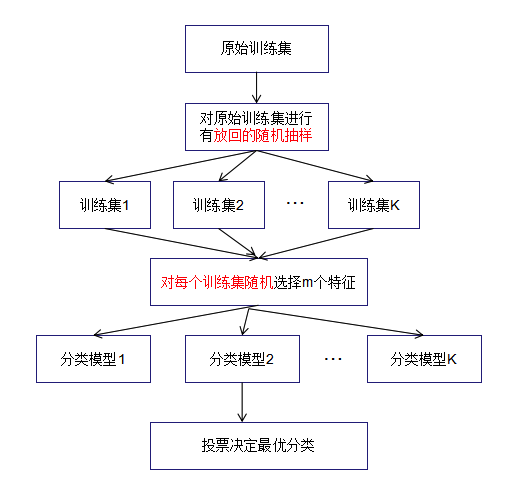 原始训练集
对原始训练集进行
有放回的随机抽样
训练集1
训练集2
…
训练集K
对每个训练集随机选择m个特征
分类模型1
分类模型2
…
分类模型K
投票决定最优分类